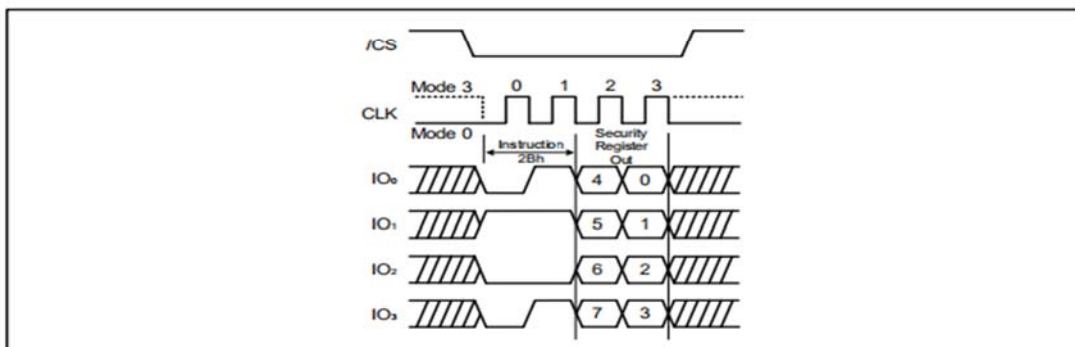 /CS
Mode 3
0 1 2 3
CLK
Mode 0
Instruction
2Bh
Security
Register
Out
IO₀
4 0
IO₁
5 1
IO₂
6 2
IO₃
7 3